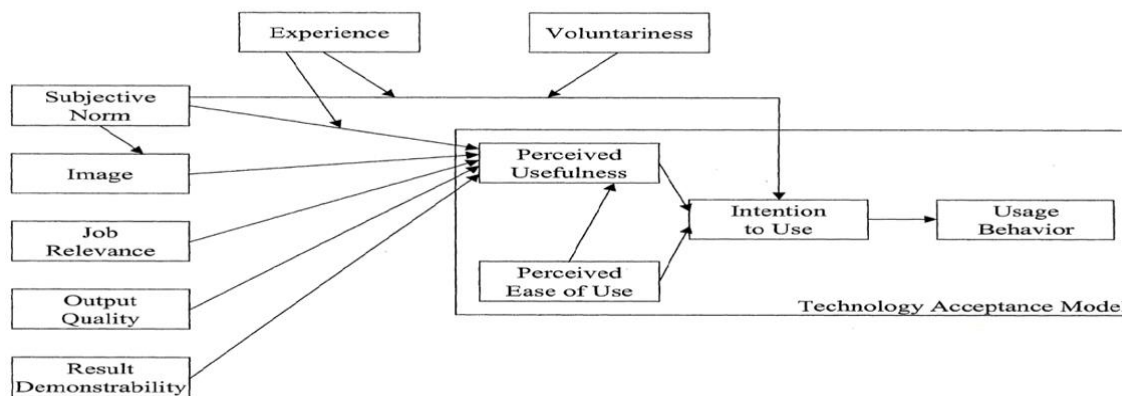 Experience
Voluntariness
Subjective
Norm
Image
Perceived
Usefulness
Job
Relevance
Intention
to Use
Usage
Behavior
Perceived
Ease of Use
Output
Quality
Technology Acceptance Model
Result
Demonstrability